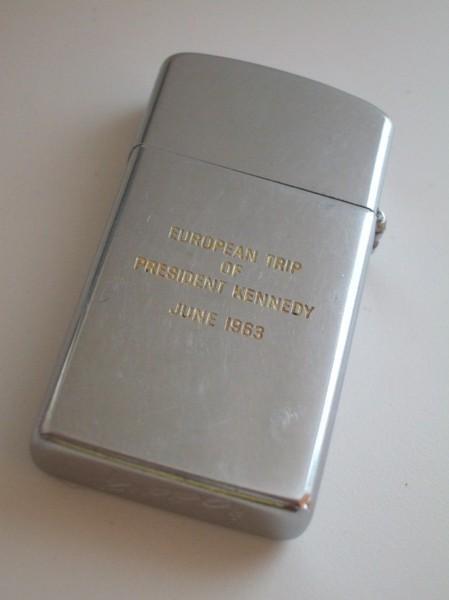 EUROPEAN TRIP
OF
PRESIDENT KENNEDY
JUNE 1963